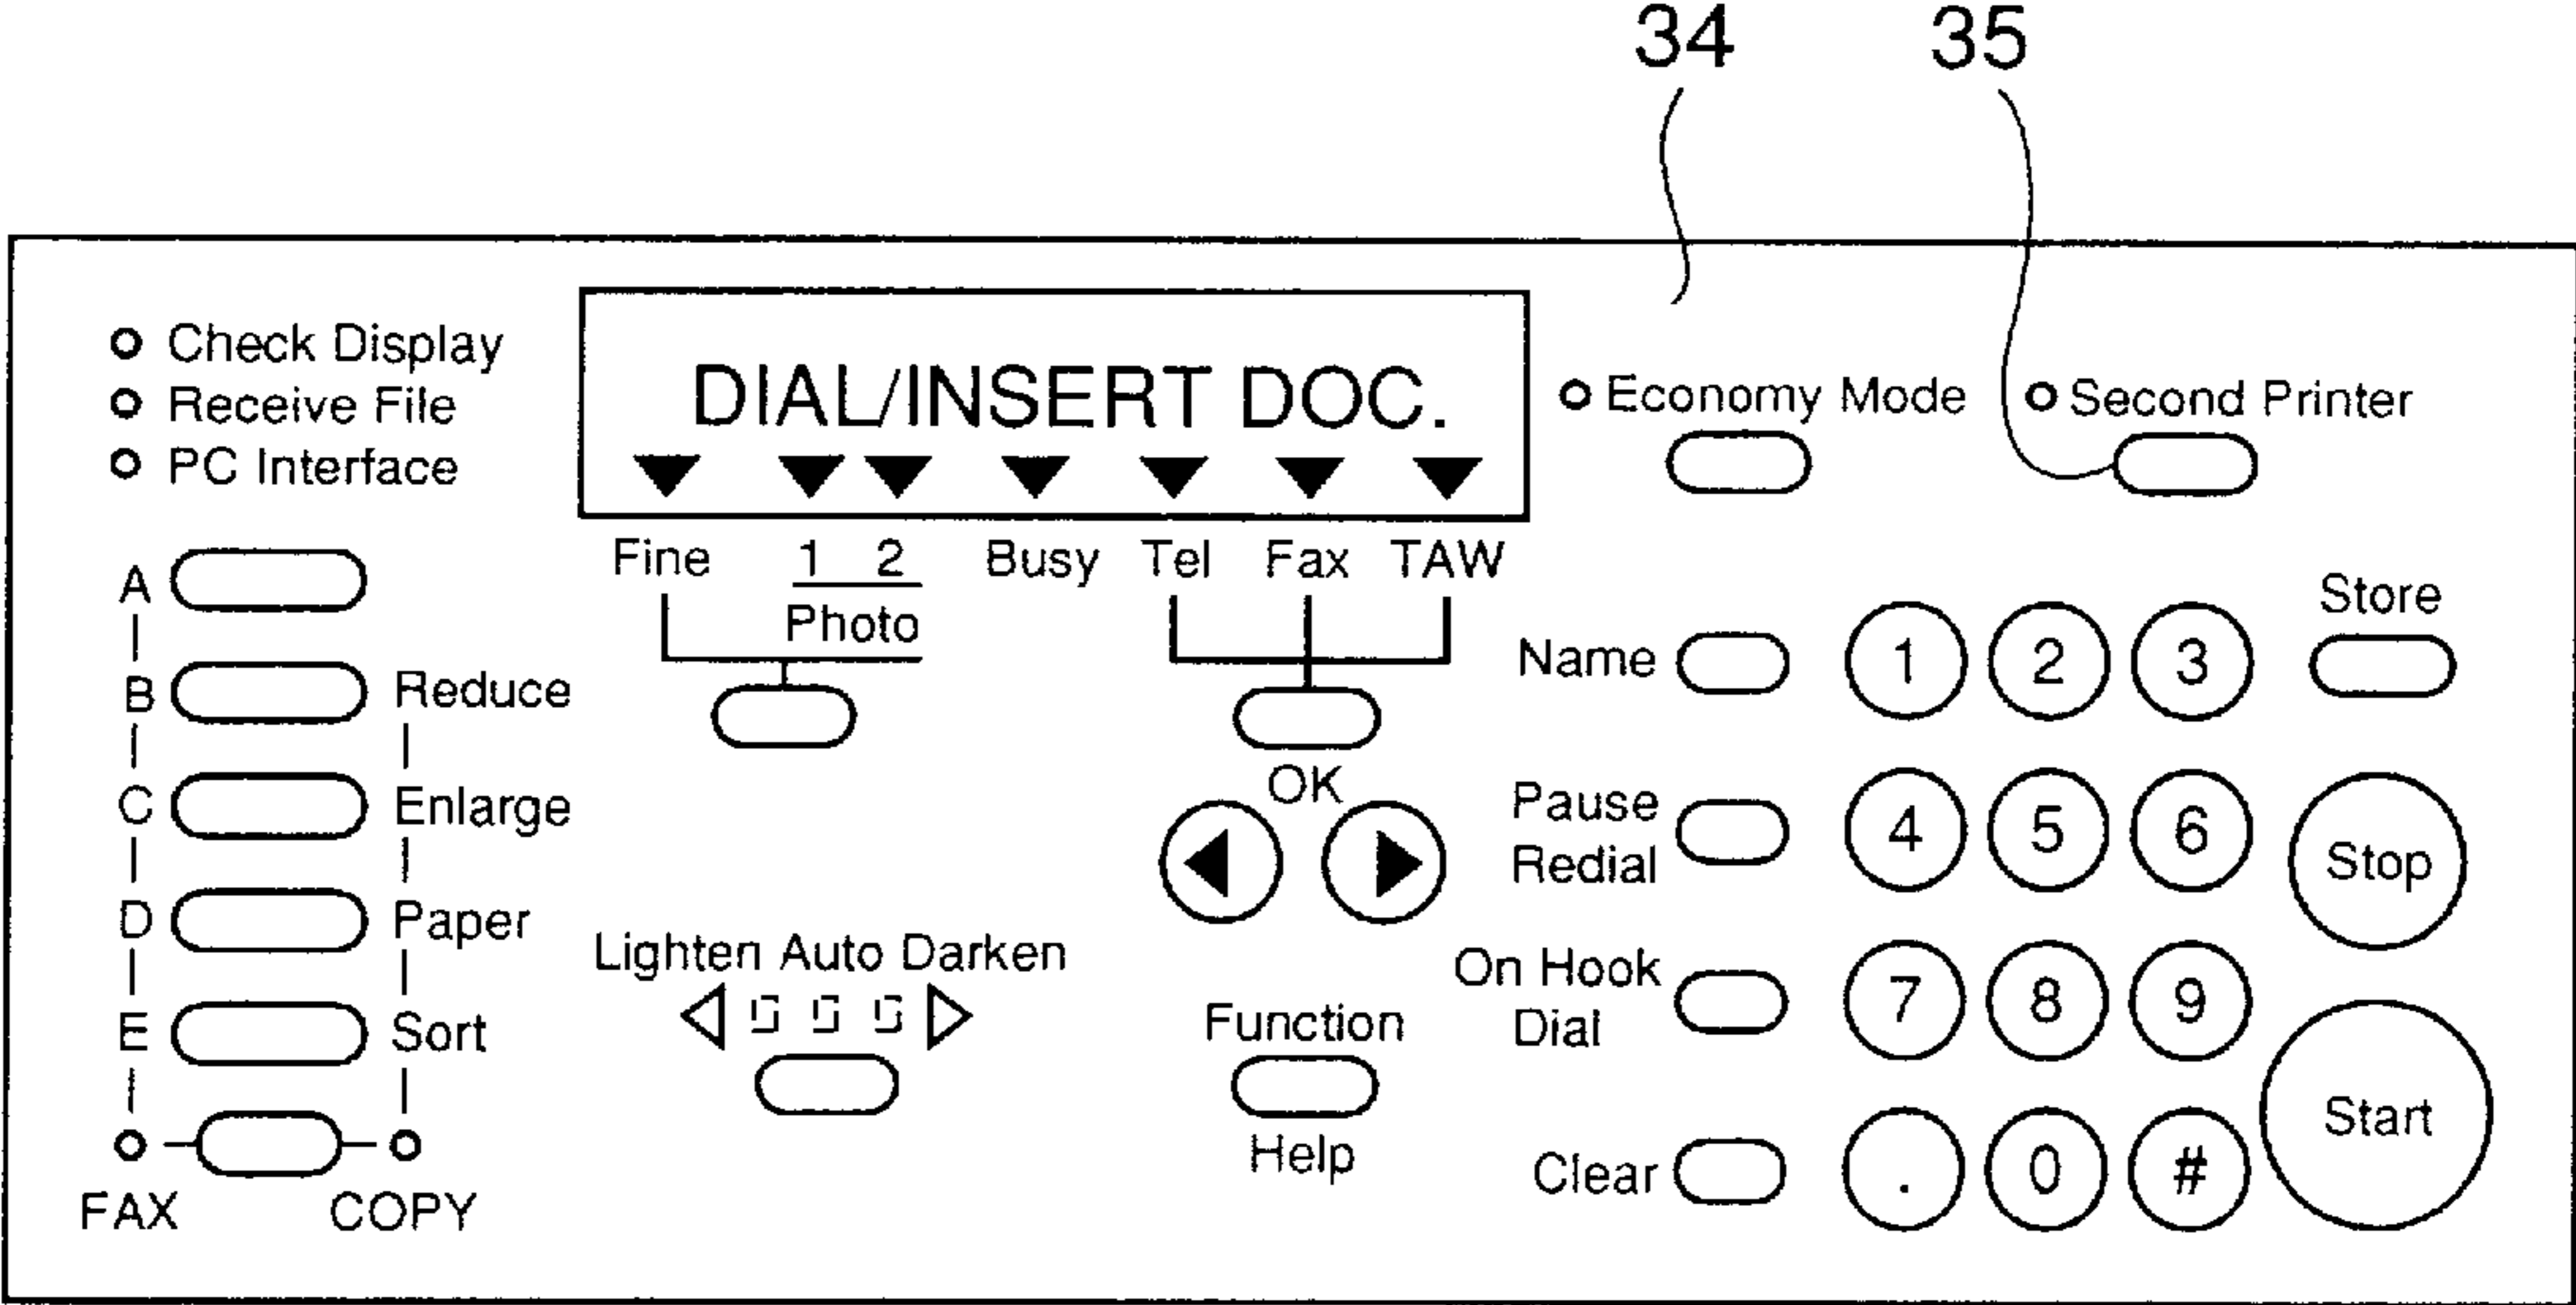 34 35
Check Display
Receive File
PC Interface
DIAL/INSERT DOC.
Economy Mode
Second Printer
Fine 1 2 Busy Tel Fax TAW
Photo
A
B Reduce
C Enlarge
D Paper
E Sort
FAX COPY
OK
Lighten Auto Darken
Function
Help
Name 1 2 3 Store
Pause
Redial
4 5 6 Stop
On Hook
Dial
7 8 9
Clear . 0 # Start